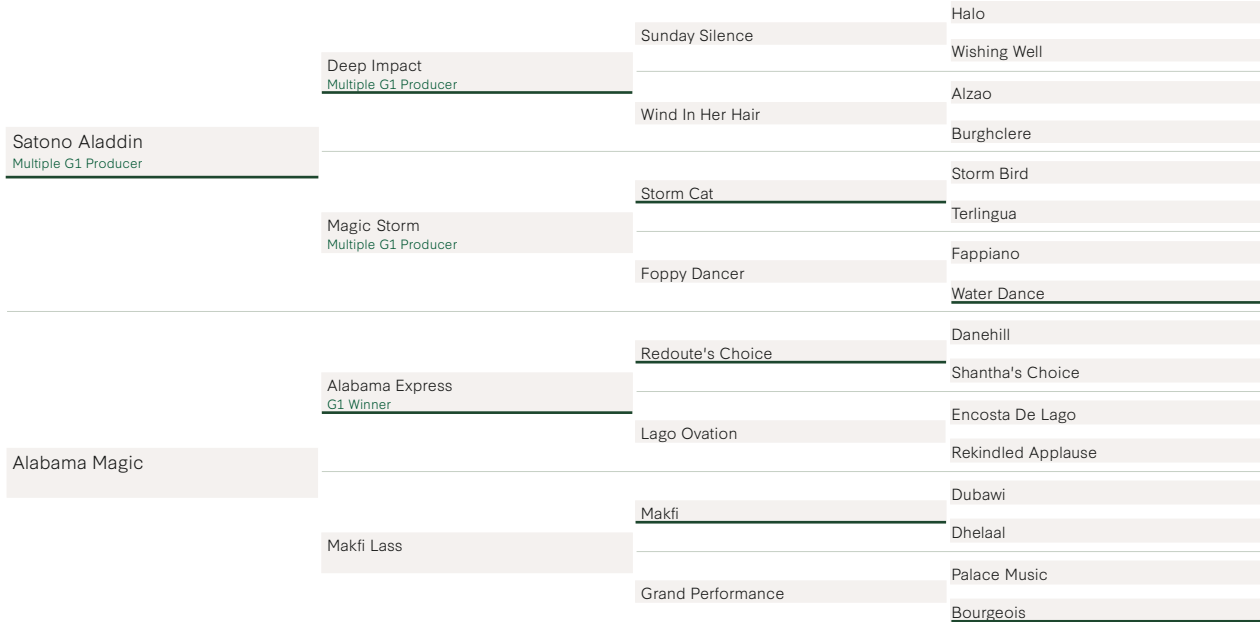 Satono Aladdin
Multiple G1 Producer
Alabama Magic
Deep Impact
Multiple G1 Producer
Magic Storm
Multiple G1 Producer
Alabama Express
G1 Winner
Makfi Lass
Sunday Silence
Wind In Her Hair
Storm Cat
Foppy Dancer
Redoute's Choice
Lago Ovation
Makfi
Grand Performance
Halo
Wishing Well
Alzao
Burghclere
Storm Bird
Terlingua
Fappiano
Water Dance
Danehill
Shantha's Choice
Encosta De Lago
Rekindled Applause
Dubawi
Dhelaal
Palace Music
Bourgeois